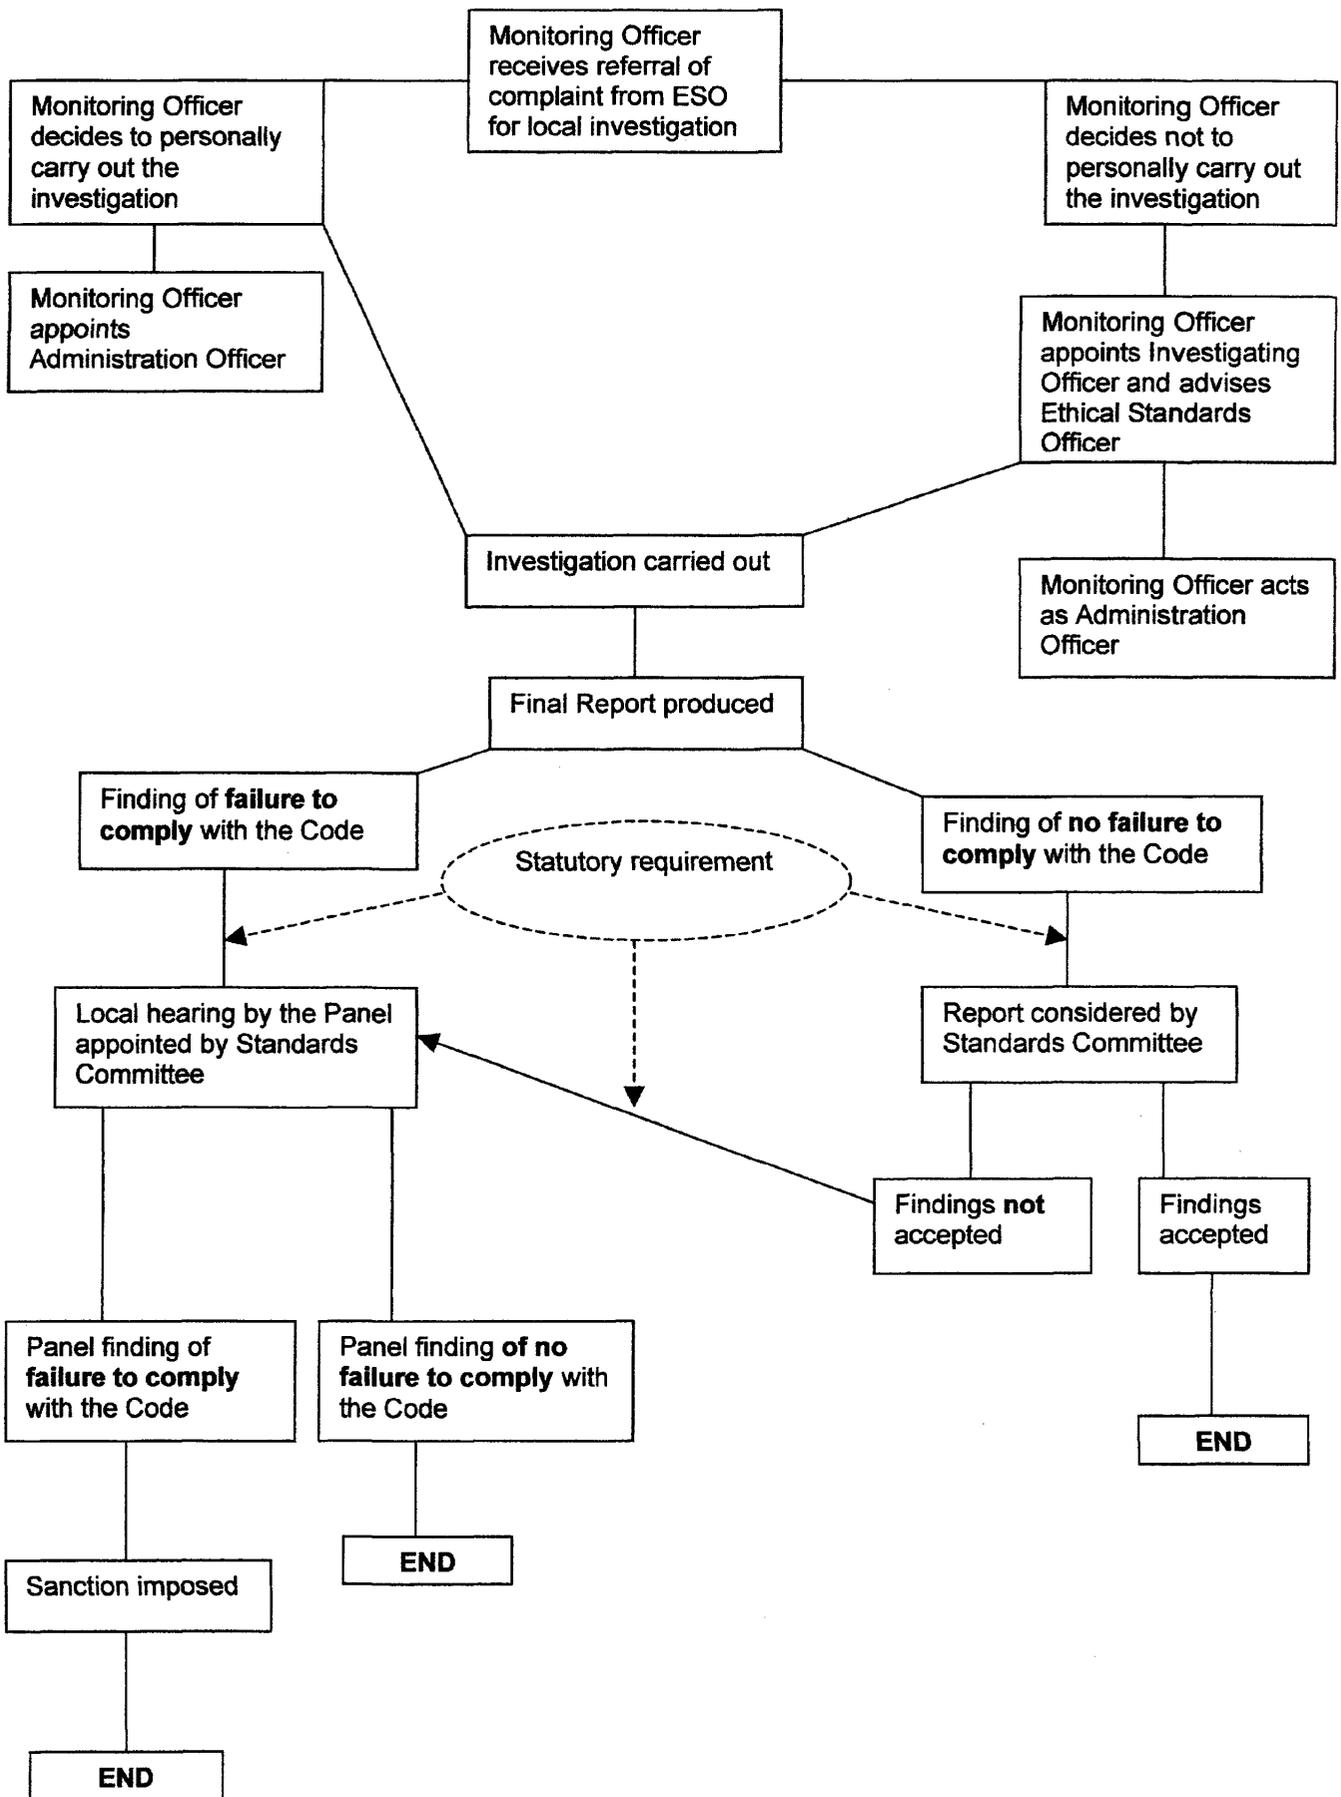 Monitoring Officer
receives referral of
complaint from ESO
for local investigation
Monitoring Officer
decides to personally
carry out the
investigation
Monitoring Officer
decides not to
personally carry out
the investigation
Monitoring Officer
appoints
Administration Officer
Monitoring Officer
appoints Investigating
Officer and advises
Ethical Standards
Officer
Investigation carried out
Monitoring Officer acts
as Administration
Officer
Final Report produced
Finding of failure to
comply with the Code
Statutory requirement
Finding of no failure to
comply with the Code
Local hearing by the Panel
appointed by Standards
Committee
Report considered by
Standards Committee
Findings not
accepted
Findings
accepted
Panel finding of
failure to comply
with the Code
Panel finding of no
failure to comply with
the Code
END
END
Sanction imposed
END